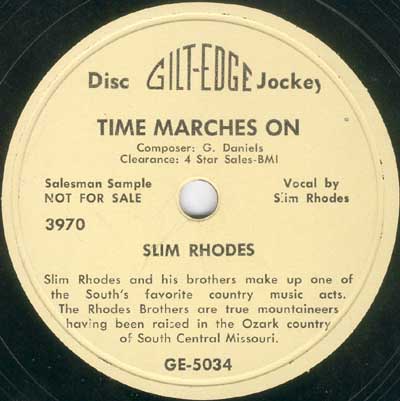 Disc GILT-EDGE Jockey
TIME MARCHES ON
Composer: G. Daniels
Clearance: 4 Star Sales-BMI
Salesman Sample
NOT FOR SALE
Vocal by
Slim Rhodes
3970
SLIM RHODES
Slim Rhodes and his brothers make up one of
the South's favorite country music acts.
The Rhodes Brothers are true mountaineers
having been raized in the Ozark country
of South Central Missouri.
GE-5034